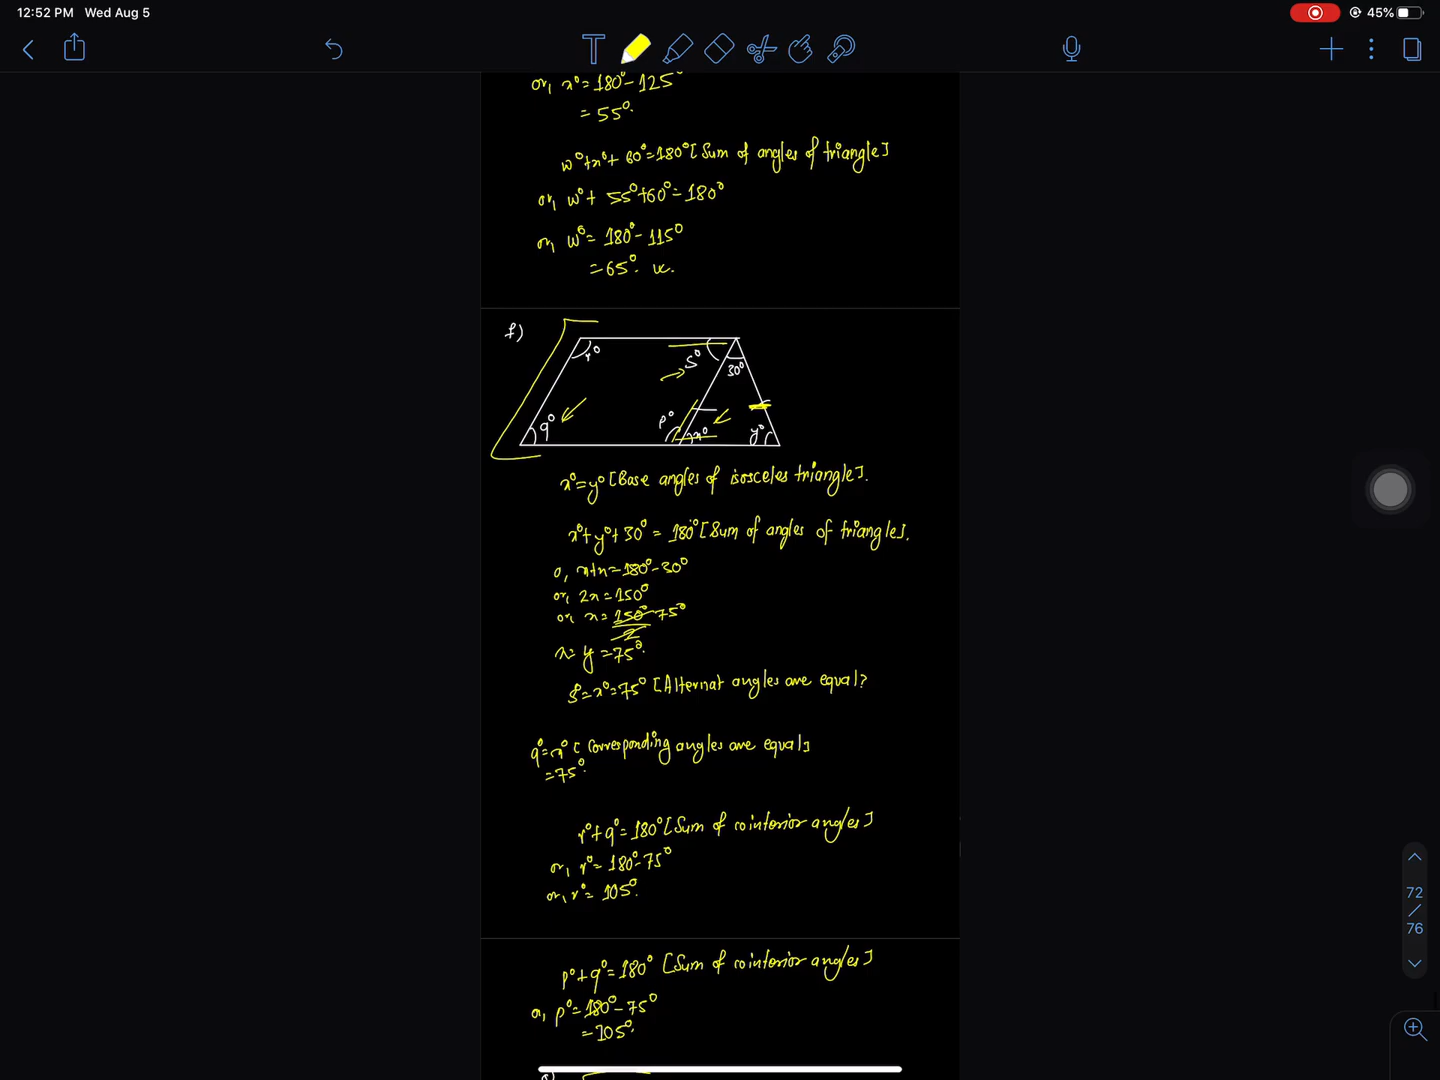 12:52 PM Wed Aug 5
45%
or, x° = 180° - 125°
= 55°.
w° + x° + 60° = 180° [Sum of angles of triangle]
or, w° + 55° + 60° = 180°
or, w° = 180° - 115°
= 65°.
f)
r° s° 30°
q° p° x° y°
x° = y° [Base angles of isosceles triangle].
x° + y° + 30° = 180° [Sum of angles of triangle].
o, x+x = 180° - 30°
or, 2x = 150°
or, x = 150° 75°
2
x = y = 75°.
s° = x° = 75° [Alternat angles are equal]
q° = x° [Corresponding angles are equal]
= 75°.
r° + q° = 180° [Sum of cointerior angles]
or, r° = 180° - 75°
or, r° = 105°.
p° + q° = 180° [Sum of cointerior angles]
or, p° = 180° - 75°
= 105°.
72
/
76